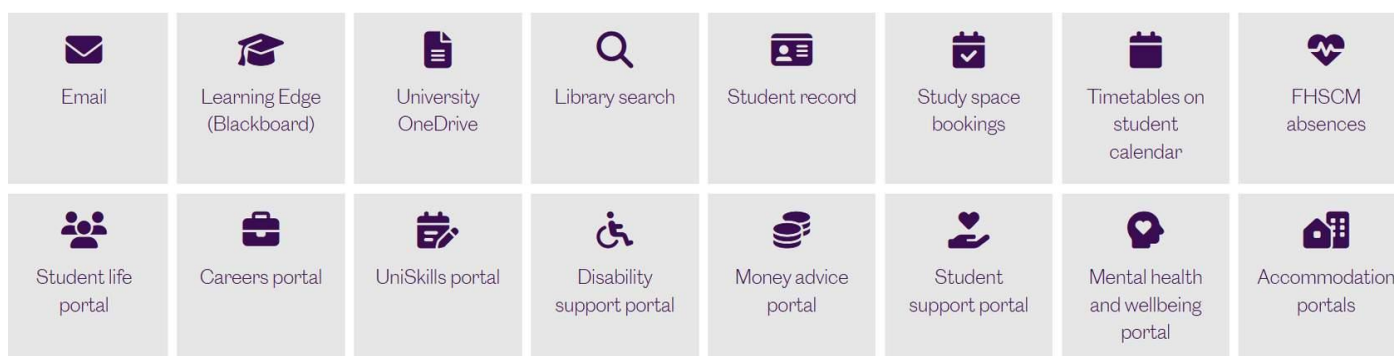 Email
Learning Edge
(Blackboard)
University
OneDrive
Library search
Student record
Study space
bookings
Timetables on
student
calendar
FHSCM
absences
Student life
portal
Careers portal
UniSkills portal
Disability
support portal
Money advice
portal
Student
support portal
Mental health
and wellbeing
portal
Accommodation
portals